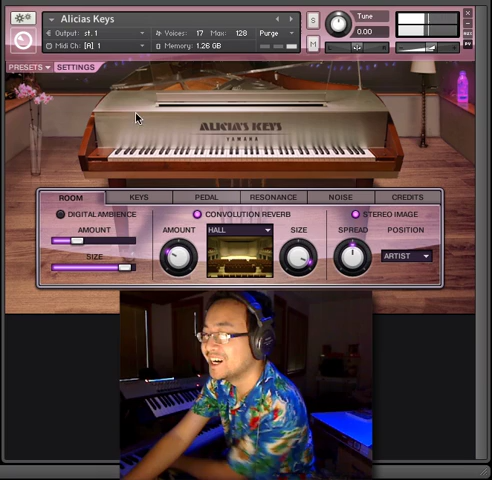 Alicias Keys
Output: st. 1 Voices: 17 Max: 128 Purge
Midi Ch: [A] 1 Memory: 1.26 GB
S
M
Tune
0.00
AUX
PV
PRESETS SETTINGS
ALICIA'S KEYS
YAMAHA
ROOM KEYS PEDAL RESONANCE NOISE CREDITS
DIGITAL AMBIENCE CONVOLUTION REVERB STEREO IMAGE
AMOUNT AMOUNT HALL SIZE SPREAD POSITION
SIZE ARTIST